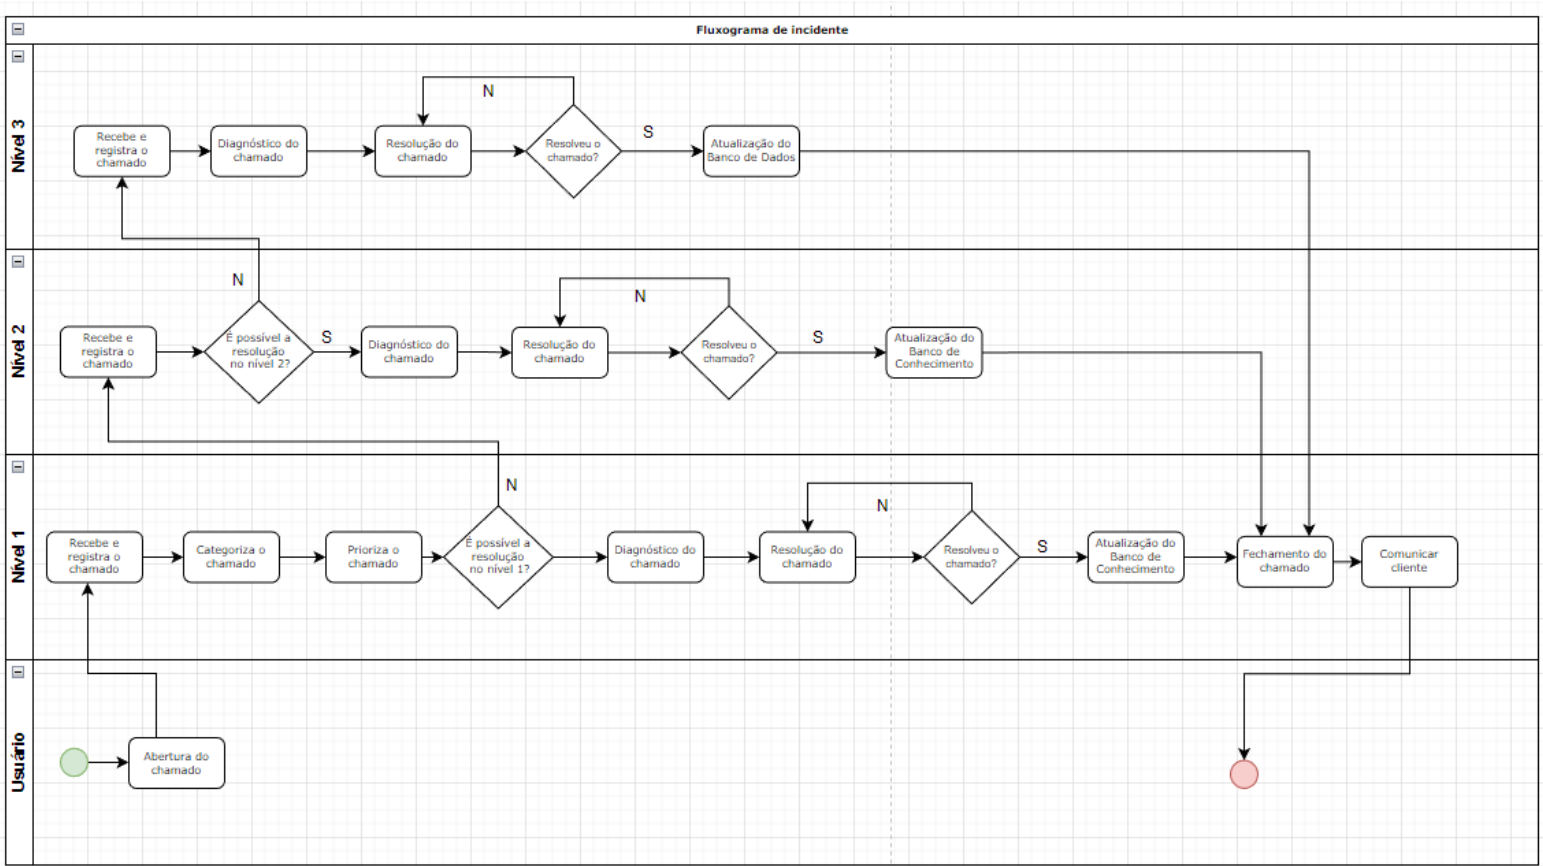 Fluxograma de incidente
Nível 3
Recebe e
registra o
chamado
Diagnóstico do
chamado
Resolução do
chamado
N
Resolveu o
chamado?
S
Atualização do
Banco de Dados
Nível 2
Recebe e
registra o
chamado
N
É possível a
resolução
no nível 2?
S
Diagnóstico do
chamado
Resolução do
chamado
N
Resolveu o
chamado?
S
Atualização do
Banco de
Conhecimento
Nível 1
Recebe e
registra o
chamado
Categoriza o
chamado
Prioriza o
chamado
N
É possível a
resolução
no nível 1?
Diagnóstico do
chamado
Resolução do
chamado
N
Resolveu o
chamado?
S
Atualização do
Banco de
Conhecimento
Fechamento do
chamado
Comunicar
cliente
Usuário
Abertura do
chamado